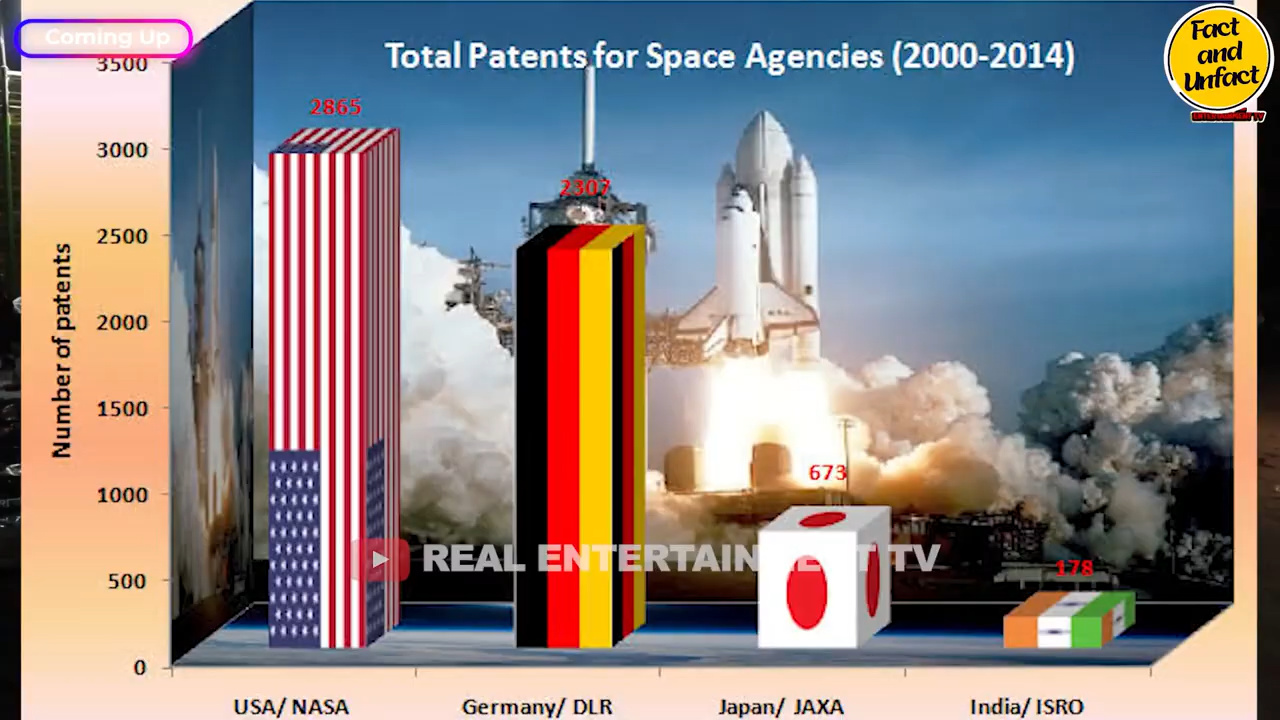 Coming Up
Total Patents for Space Agencies (2000-2014)
Fact
and
Unfact
ENTERTAINMENT TV
Number of patents
3500
3000
2500
2000
1500
1000
500
0
2865
2307
673
178
REAL ENTERTAINMENT TV
USA/ NASA
Germany/ DLR
Japan/ JAXA
India/ ISRO